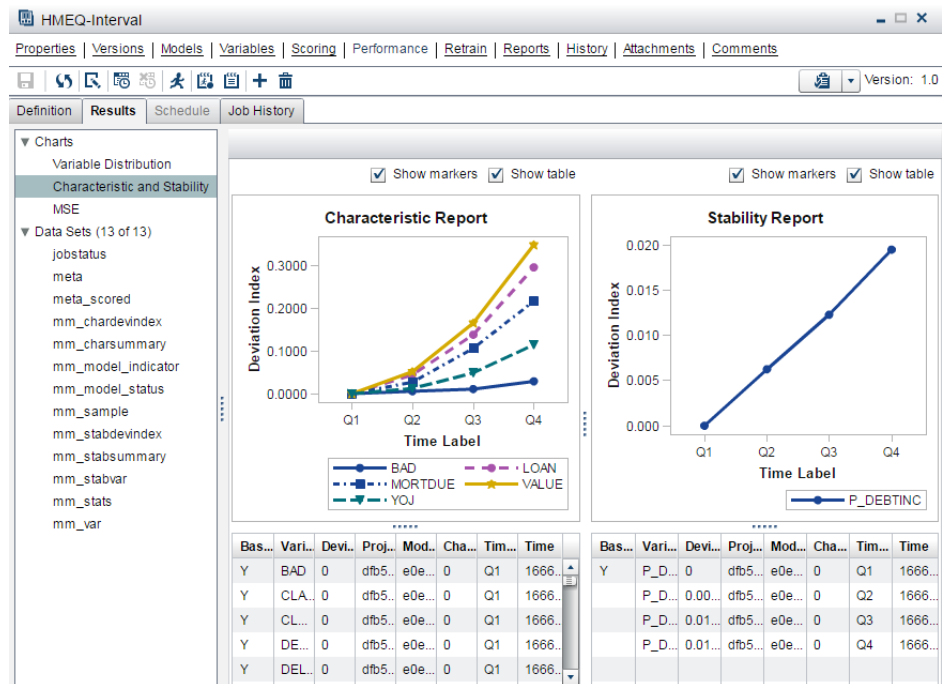 HMEQ-Interval
Properties | Versions | Models | Variables | Scoring | Performance | Retrain | Reports | History | Attachments | Comments
Version: 1.0
Definition Results Schedule Job History
Charts
Variable Distribution
Characteristic and Stability
MSE
Data Sets (13 of 13)
jobstatus
meta
meta_scored
mm_chardevindex
mm_charsummary
mm_model_indicator
mm_model_status
mm_sample
mm_stabdevindex
mm_stabsummary
mm_stabvar
mm_stats
mm_var
Show markers Show table
Characteristic Report
Deviation Index
0.3000
0.2000
0.1000
0.0000
Q1 Q2 Q3 Q4
Time Label
BAD LOAN
MORTDUE VALUE
YOJ
Bas... Vari... Devi... Proj... Mod... Cha... Tim... Time
Y BAD 0 dfb5... e0e... 0 Q1 1666...
Y CLA... 0 dfb5... e0e... 0 Q1 1666...
Y CL... 0 dfb5... e0e... 0 Q1 1666...
Y DE... 0 dfb5... e0e... 0 Q1 1666...
Y DEL... 0 dfb5... e0e... 0 Q1 1666...
Show markers Show table
Stability Report
Deviation Index
0.020
0.015
0.010
0.005
0.000
Q1 Q2 Q3 Q4
Time Label
P_DEBTINC
Bas... Vari... Devi... Proj... Mod... Cha... Tim... Time
Y P_D... 0 dfb5... e0e... 0 Q1 1666...
P_D... 0.00... dfb5... e0e... 0 Q2 1666...
P_D... 0.01... dfb5... e0e... 0 Q3 1666...
P_D... 0.01... dfb5... e0e... 0 Q4 1666...